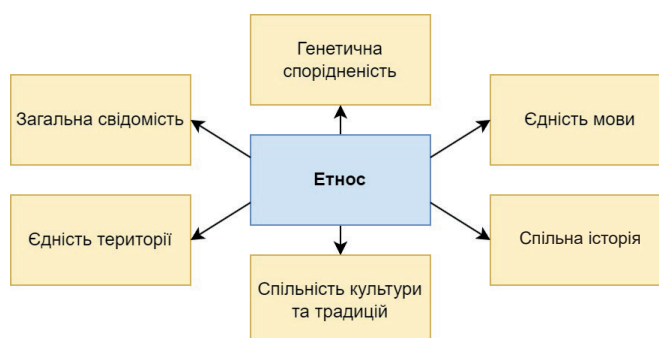 Генетична
спорідненість
Загальна свідомість
Єдність мови
Етнос
Єдність території
Спільна історія
Спільність культури
та традицій